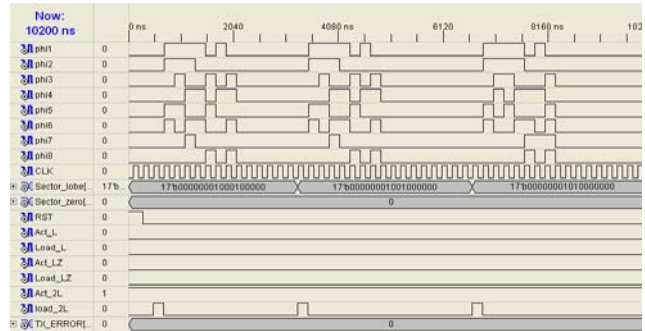 Now:
10200 ns
0 ns 2040 4080 ns 6120 8160 ns 102
phi1 0
phi2 0
phi3 0
phi4 0
phi5 0
phi6 0
phi7 0
phi8 0
CLK 0
Sector_lobe[.. 17'b... 17'b00000001000100000 17'b00000001001000000 17'b00000001010000000
Sector_zero[.. 0 0
RST 0
Act_L 0
Load_L 0
Act_LZ 0
Load_LZ 0
Act_2L 1
load_2L 0
TX_ERROR[.. 0 0